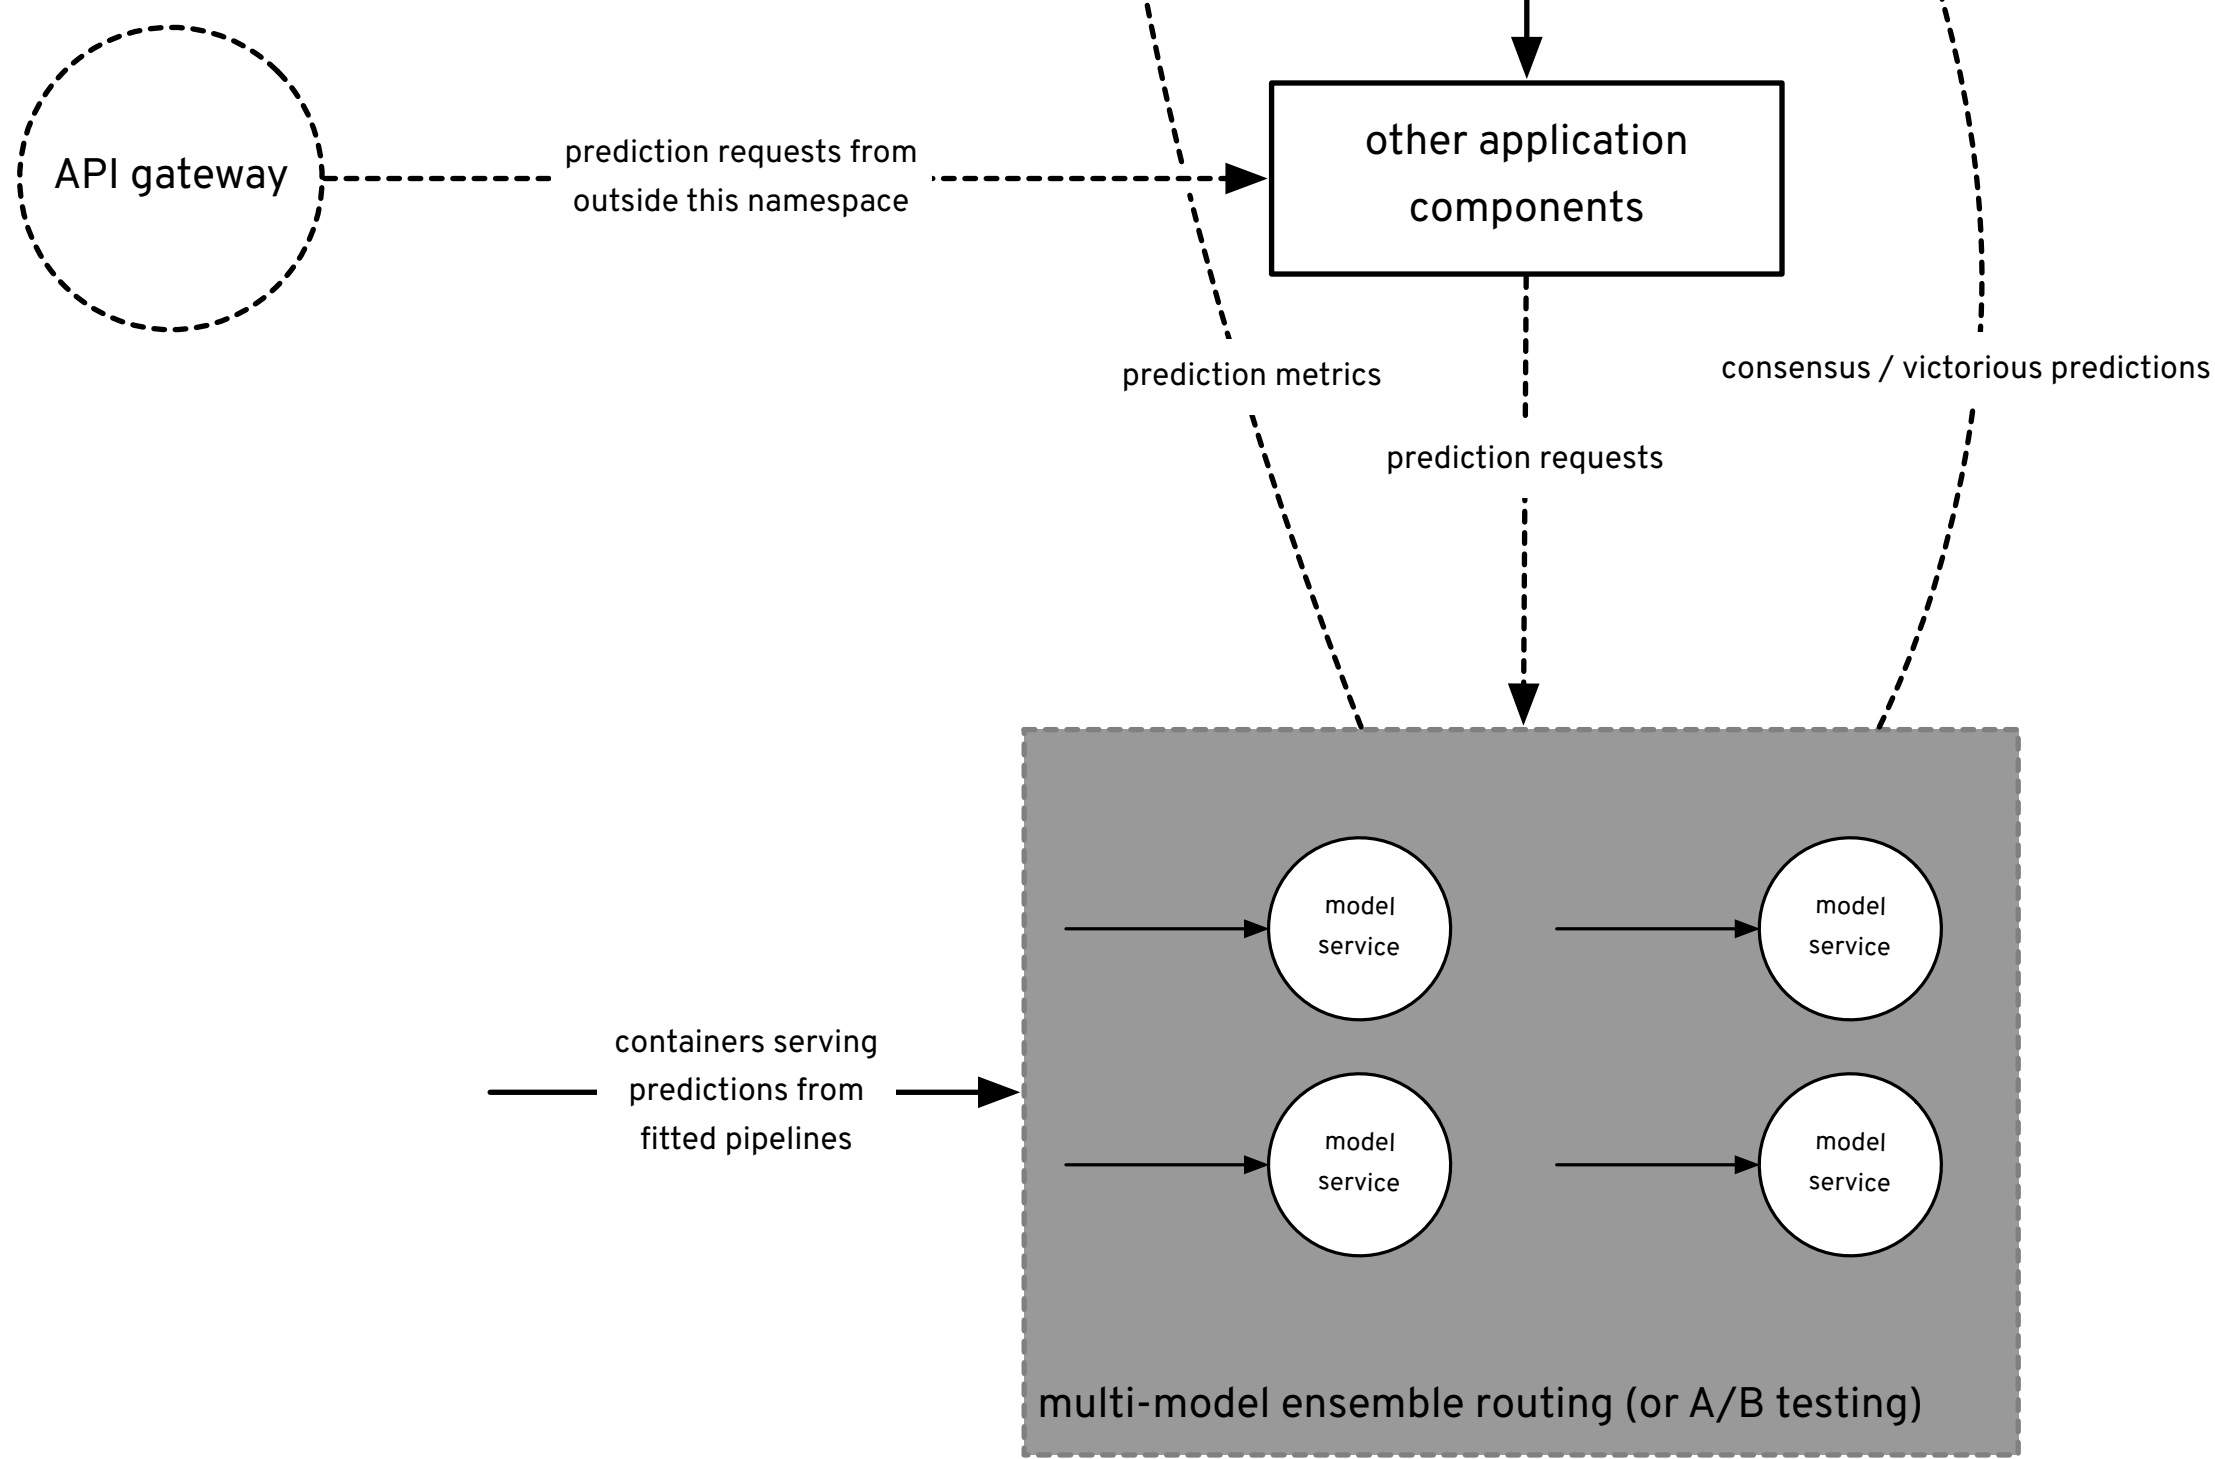 API gateway
prediction requests from
outside this namespace
other application
components
prediction metrics
consensus / victorious predictions
prediction requests
model
service
model
service
containers serving
predictions from
fitted pipelines
model
service
model
service
multi-model ensemble routing (or A/B testing)